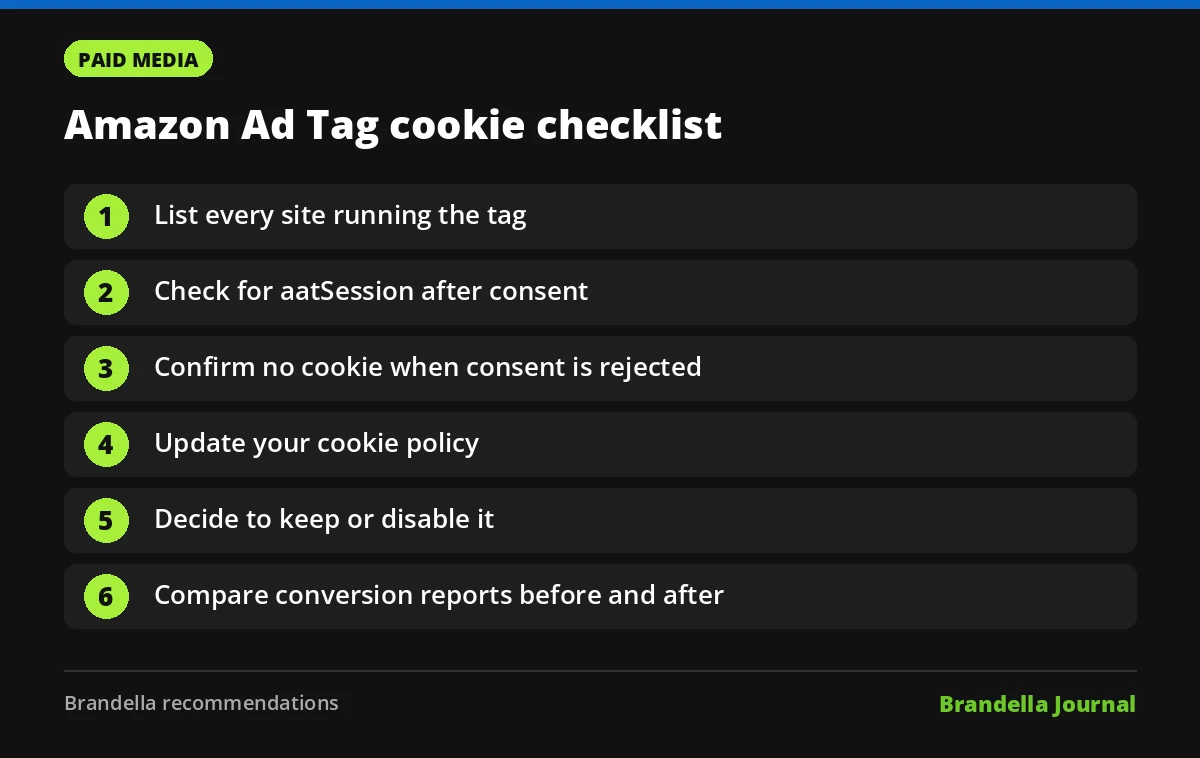 PAID MEDIA
Amazon Ad Tag cookie checklist
1 List every site running the tag
2 Check for aatSession after consent
3 Confirm no cookie when consent is rejected
4 Update your cookie policy
5 Decide to keep or disable it
6 Compare conversion reports before and after
Brandella recommendations
Brandella Journal